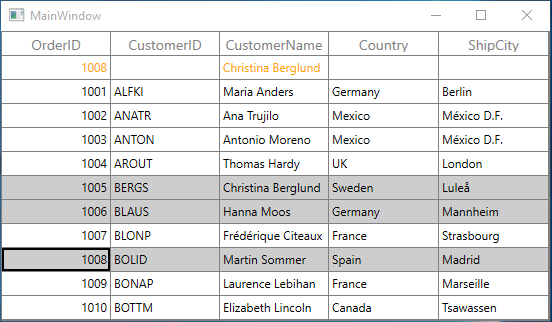 MainWindow
OrderID CustomerID CustomerName Country ShipCity
1008 Christina Berglund
1001 ALFKI Maria Anders Germany Berlin
1002 ANATR Ana Trujilo Mexico México D.F.
1003 ANTON Antonio Moreno Mexico México D.F.
1004 AROUT Thomas Hardy UK London
1005 BERGS Christina Berglund Sweden Luleå
1006 BLAUS Hanna Moos Germany Mannheim
1007 BLONP Frédérique Citeaux France Strasbourg
1008 BOLID Martin Sommer Spain Madrid
1009 BONAP Laurence Lebihan France Marseille
1010 BOTTM Elizabeth Lincoln Canada Tsawassen